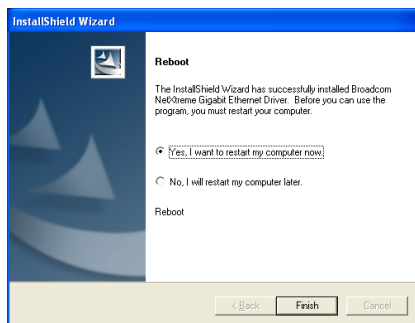 InstallShield Wizard
Reboot
The InstallShield Wizard has successfully installed Broadcom
NetXtreme Gigabit Ethernet Driver. Before you can use the
program, you must restart your computer.
Yes, I want to restart my computer now.
No, I will restart my computer later.
Reboot
< Back Finish Cancel